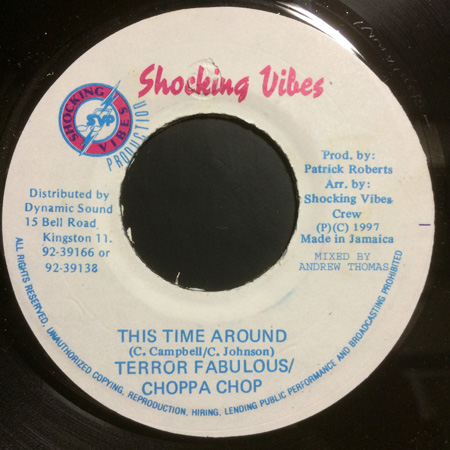 Shocking Vibes
SHOCKING VIBES
SVP
PRODUCTION
Distributed by
Dynamic Sound
15 Bell Road,
Kingston 11.
92-39166 or
92-39138
Prod. by:
Patrick Roberts
Arr. by:
Shocking Vibes
Crew
(P)(C) 1997
Made in Jamaica
MIXED BY
ANDREW THOMAS
THIS TIME AROUND
(C. Campbell/C. Johnson)
TERROR FABULOUS/
CHOPPA CHOP
ALL RIGHTS RESERVED, UNAUTHORIZED COPYING, REPRODUCTION, HIRING, LENDING PUBLIC PERFORMANCE AND BROADCASTING PROHIBITED